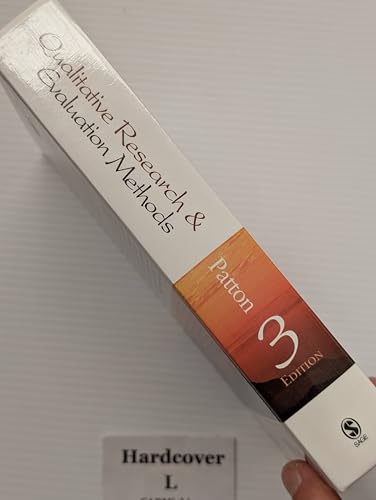 Qualitative Research &
Evaluation Methods
Patton
3
EDITION
SAGE
Hardcover
L